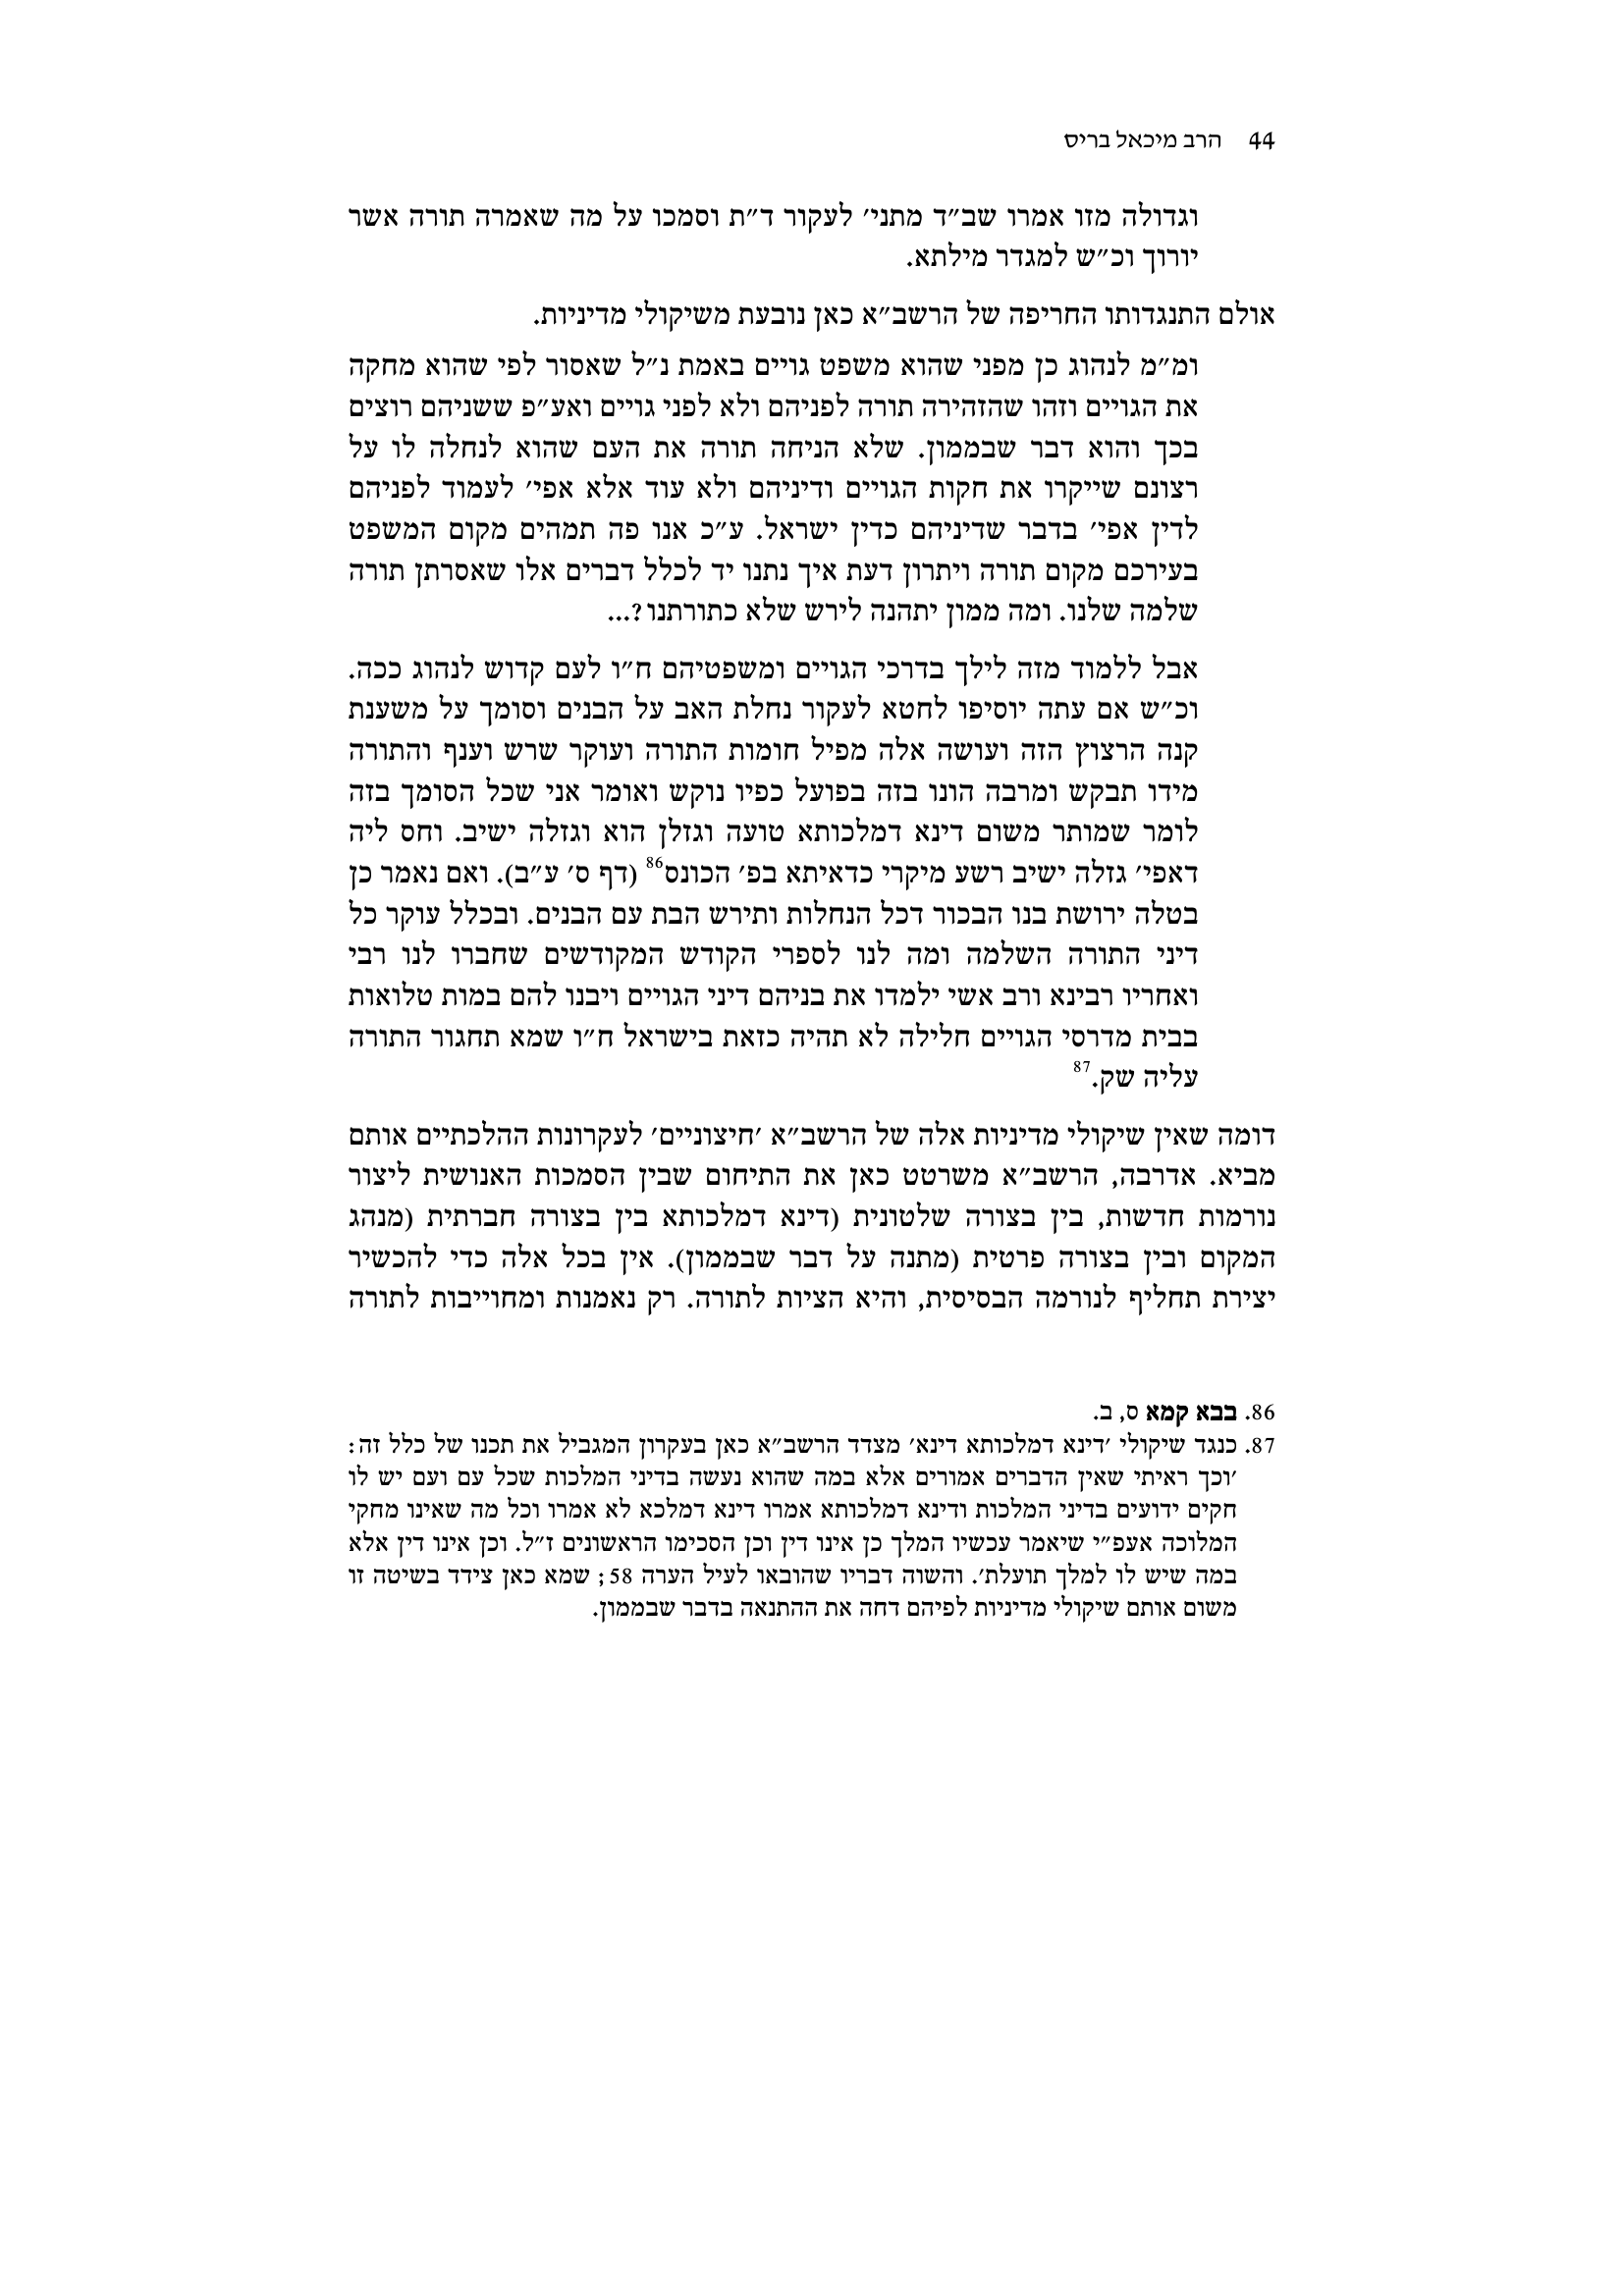 44 הרב מיכאל בריס
וגדולה מזו אמרו שב״ד מתני׳ לעקור ד״ת וסמכו על מה שאמרה תורה אשר
יורוך וכ״ש למגדר מילתא.
אולם התנגדותו החריפה של הרשב״א כאן נובעת משיקולי מדיניות.
ומ״מ לנהוג כן מפני שהוא משפט גויים באמת נ״ל שאסור לפי שהוא מחקה
את הגויים וזהו שהזהירה תורה לפניהם ולא לפני גויים ואע״פ ששניהם רוצים
בכך והוא דבר שבממון. שלא הניחה תורה את העם שהוא לנחלה לו על
רצונם שייקרו את חקות הגויים ודיניהם ולא עוד אלא אפי׳ לעמוד לפניהם
לדין אפי׳ בדבר שדיניהם כדין ישראל. ע״כ אנו פה תמהים מקום המשפט
בעירכם מקום תורה ויתרון דעת איך נתנו יד לכלל דברים אלו שאסרתן תורה
שלמה שלנו. ומה ממון יתהנה לירש שלא כתורתנו?...
אבל ללמוד מזה לילך בדרכי הגויים ומשפטיהם ח״ו לעם קדוש לנהוג ככה.
וכ״ש אם עתה יוסיפו לחטא לעקור נחלת האב על הבנים וסומך על משענת
קנה הרצוץ הזה ועושה אלה מפיל חומות התורה ועוקר שרש וענף והתורה
מידו תבקש ומרבה הונו בזה בפועל כפיו נוקש ואומר אני שכל הסומך בזה
לומר שמותר משום דינא דמלכותא טועה וגזלן הוא וגזלה ישיב. וחס ליה
דאפי׳ גזלה ישיב רשע מיקרי כדאיתא בפ׳ הכונס86 (דף ס׳ ע״ב). ואם נאמר כן
בטלה ירושת בנו הבכור דכל הנחלות ותירש הבת עם הבנים. ובכלל עוקר כל
דיני התורה השלמה ומה לנו לספרי הקודש המקודשים שחברו לנו רבי
ואחריו רבינא ורב אשי ילמדו את בניהם דיני הגויים ויבנו להם במות טלואות
בבית מדרסי הגויים חלילה לא תהיה כזאת בישראל ח״ו שמא תחגור התורה
עליה שק.87
דומה שאין שיקולי מדיניות אלה של הרשב״א ׳חיצוניים׳ לעקרונות ההלכתיים אותם
מביא. אדרבה, הרשב״א משרטט כאן את התיחום שבין הסמכות האנושית ליצור
נורמות חדשות, בין בצורה שלטונית (דינא דמלכותא בין בצורה חברתית (מנהג
המקום ובין בצורה פרטית (מתנה על דבר שבממון). אין בכל אלה כדי להכשיר
יצירת תחליף לנורמה הבסיסית, והיא הציות לתורה. רק נאמנות ומחוייבות לתורה
86. בבא קמא ס, ב.
87. כנגד שיקולי ׳דינא דמלכותא דינא׳ מצדד הרשב״א כאן בעקרון המגביל את תכנו של כלל זה:
׳וכך ראיתי שאין הדברים אמורים אלא במה שהוא נעשה בדיני המלכות שכל עם ועם יש לו
חקים ידועים בדיני המלכות ודינא דמלכותא אמרו דינא דמלכא לא אמרו וכל מה שאינו מחקי
המלוכה אעפ״י שיאמר עכשיו המלך כן אינו דין וכן הסכימו הראשונים ז״ל. וכן אינו דין אלא
במה שיש לו למלך תועלת׳. והשוה דבריו שהובאו לעיל הערה 58; שמא כאן צידד בשיטה זו
משום אותם שיקולי מדיניות לפיהם דחה את ההתנאה בדבר שבממון.